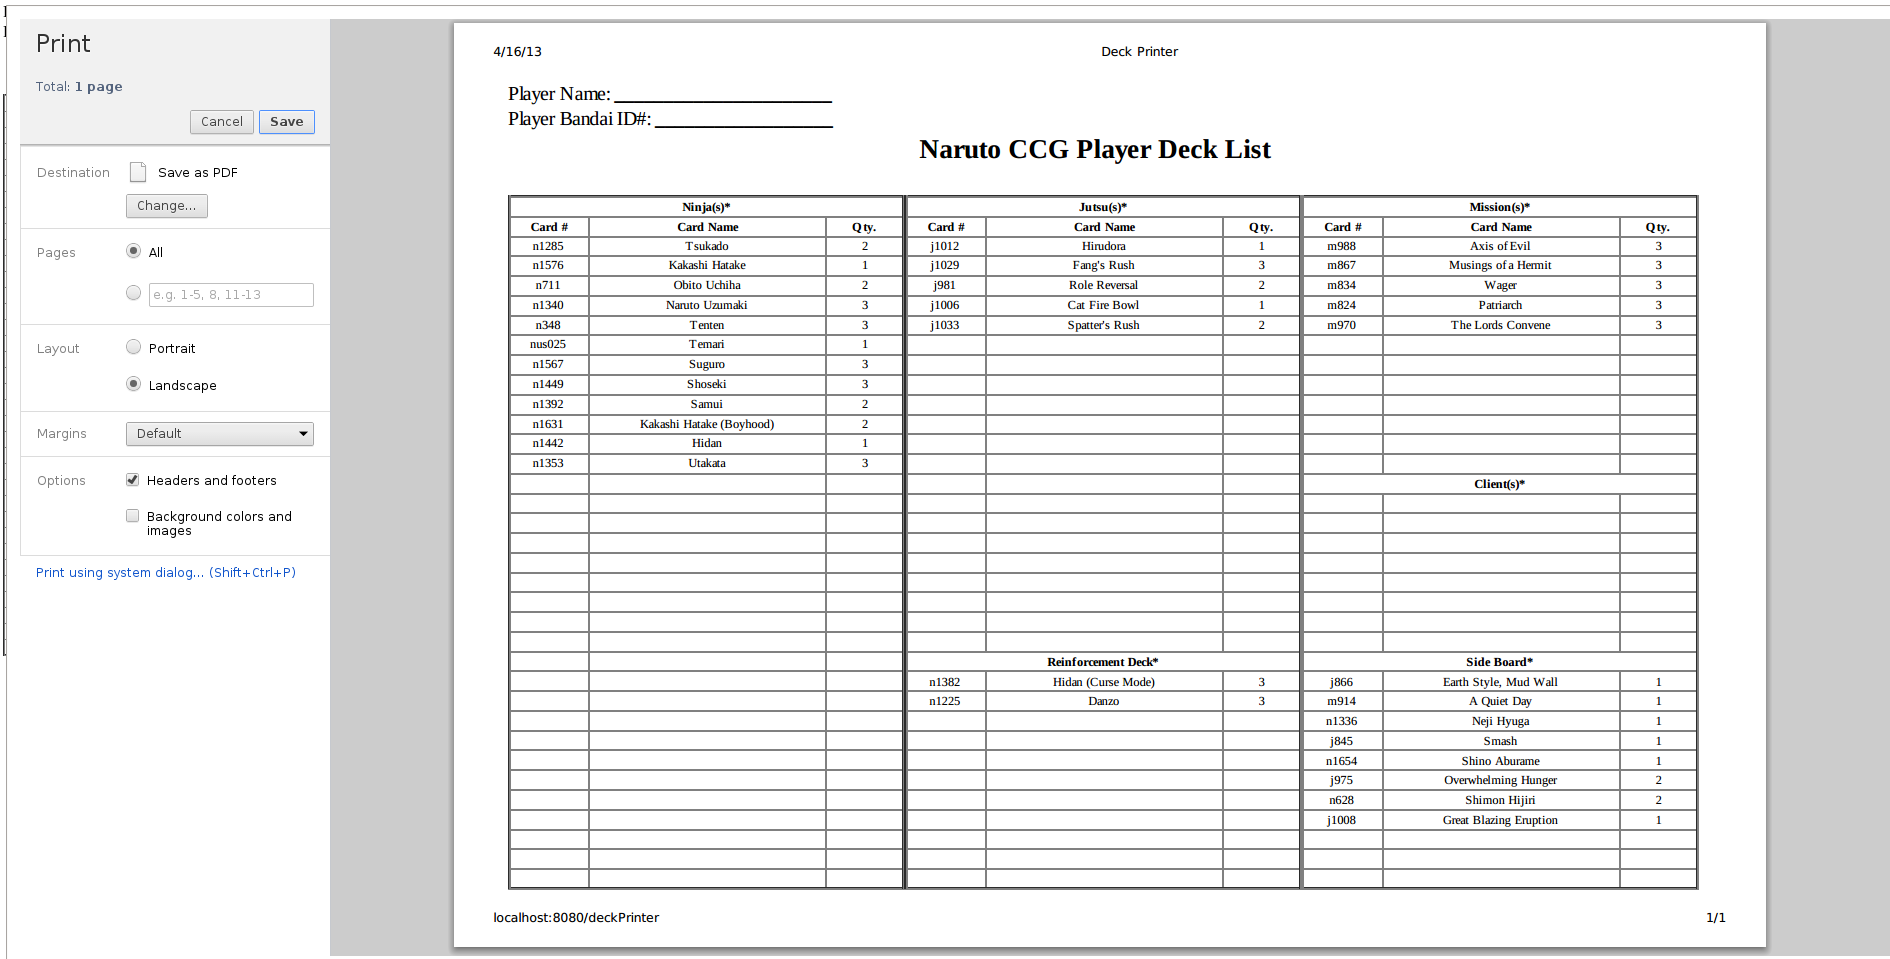 Print
Total: 1 page
Cancel Save
Destination Save as PDF
Change...
Pages All
e.g. 1-5, 8, 11-13
Layout Portrait
Landscape
Margins Default
Options Headers and footers
Background colors and
images
Print using system dialog... (Shift+Ctrl+P)
4/16/13 Deck Printer
Player Name: ______________________
Player Bandai ID#: __________________
Naruto CCG Player Deck List
Ninja(s)*
Card # Card Name Qty.
n1285 Tsukado 2
n1576 Kakashi Hatake 1
n711 Obito Uchiha 2
n1340 Naruto Uzumaki 3
n348 Tenten 3
nus025 Temari 1
n1567 Suguro 3
n1449 Shoseki 3
n1392 Samui 2
n1631 Kakashi Hatake (Boyhood) 2
n1442 Hidan 1
n1353 Utakata 3
Jutsu(s)*
Card # Card Name Qty.
j1012 Hirudora 1
j1029 Fang's Rush 3
j981 Role Reversal 2
j1006 Cat Fire Bowl 1
j1033 Spatter's Rush 2
Reinforcement Deck*
n1382 Hidan (Curse Mode) 3
n1225 Danzo 3
Mission(s)*
Card # Card Name Qty.
m988 Axis of Evil 3
m867 Musings of a Hermit 3
m834 Wager 3
m824 Patriarch 3
m970 The Lords Convene 3
Client(s)*
Side Board*
j866 Earth Style, Mud Wall 1
m914 A Quiet Day 1
n1336 Neji Hyuga 1
j845 Smash 1
n1654 Shino Aburame 1
j975 Overwhelming Hunger 2
n628 Shimon Hijiri 2
j1008 Great Blazing Eruption 1
localhost:8080/deckPrinter 1/1